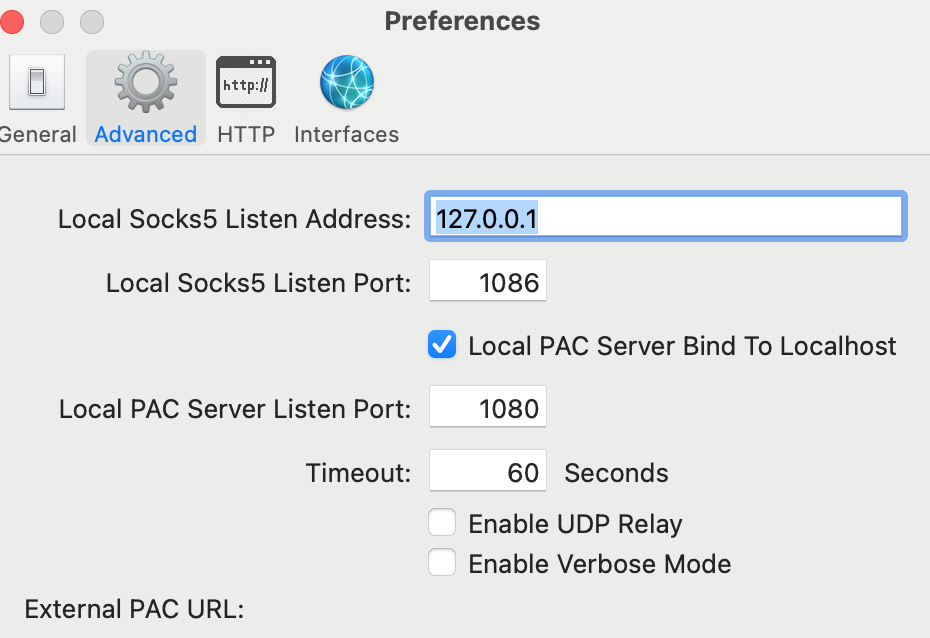 Preferences
http://
General Advanced HTTP Interfaces
Local Socks5 Listen Address: 127.0.0.1
Local Socks5 Listen Port: 1086
Local PAC Server Bind To Localhost
Local PAC Server Listen Port: 1080
Timeout: 60 Seconds
Enable UDP Relay
Enable Verbose Mode
External PAC URL: